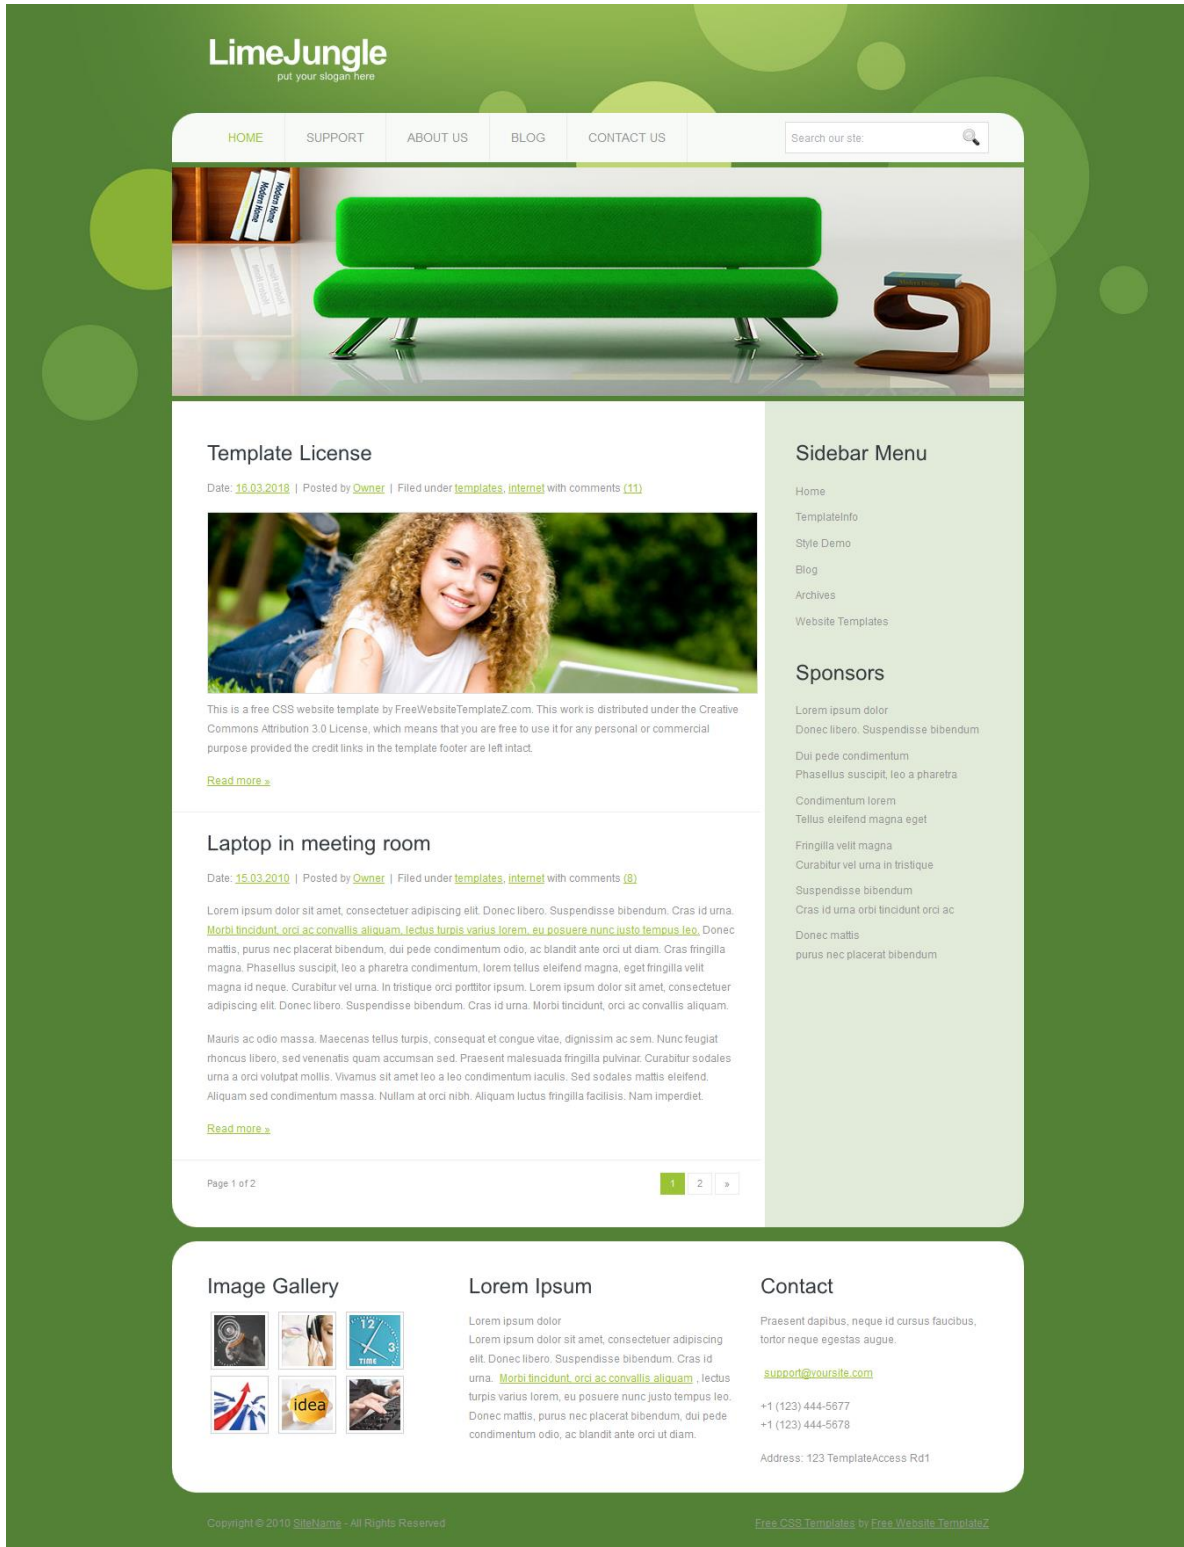 LimeJungle
put your slogan here
HOME
SUPPORT
ABOUT US
BLOG
CONTACT US
Search our ste:
Modern Home
Modern Home
Template License
Date: 16.03.2018 | Posted by Owner | Filed under templates, internet with comments (11)
This is a free CSS website template by FreeWebsiteTemplateZ.com. This work is distributed under the Creative
Commons Attribution 3.0 License, which means that you are free to use it for any personal or commercial
purpose provided the credit links in the template footer are left intact.
Read more »
Laptop in meeting room
Date: 15.03.2010 | Posted by Owner | Filed under templates, internet with comments (8)
Lorem ipsum dolor sit amet, consectetuer adipiscing elit. Donec libero. Suspendisse bibendum. Cras id urna.
Morbi tincidunt, orci ac convallis aliquam, lectus turpis varius lorem, eu posuere nunc justo tempus leo. Donec
mattis, purus nec placerat bibendum, dui pede condimentum odio, ac blandit ante orci ut diam. Cras fringilla
magna. Phasellus suscipit, leo a pharetra condimentum, lorem tellus eleifend magna, eget fringilla velit
magna id neque. Curabitur vel urna. In tristique orci porttitor ipsum. Lorem ipsum dolor sit amet, consectetuer
adipiscing elit. Donec libero. Suspendisse bibendum. Cras id urna. Morbi tincidunt, orci ac convallis aliquam.
Mauris ac odio massa. Maecenas tellus turpis, consequat et congue vitae, dignissim ac sem. Nunc feugiat
rhoncus libero, sed venenatis quam accumsan sed. Praesent malesuada fringilla pulvinar. Curabitur sodales
urna a orci volutpat mollis. Vivamus sit amet leo a leo condimentum iaculis. Sed sodales mattis eleifend.
Aliquam sed condimentum massa. Nullam at orci nibh. Aliquam luctus fringilla facilisis. Nam imperdiet.
Read more »
Page 1 of 2
1 2 »
Sidebar Menu
Home
TemplateInfo
Style Demo
Blog
Archives
Website Templates
Sponsors
Lorem ipsum dolor
Donec libero. Suspendisse bibendum
Dui pede condimentum
Phasellus suscipit, leo a pharetra
Condimentum lorem
Tellus eleifend magna eget
Fringilla velit magna
Curabitur vel urna in tristique
Suspendisse bibendum
Cras id urna orbi tincidunt orci ac
Donec mattis
purus nec placerat bibendum
Image Gallery
12
3
TIME
idea
Lorem Ipsum
Lorem ipsum dolor
Lorem ipsum dolor sit amet, consectetuer adipiscing
elit. Donec libero. Suspendisse bibendum. Cras id
urna. Morbi tincidunt, orci ac convallis aliquam , lectus
turpis varius lorem, eu posuere nunc justo tempus leo.
Donec mattis, purus nec placerat bibendum, dui pede
condimentum odio, ac blandit ante orci ut diam.
Contact
Praesent dapibus, neque id cursus faucibus,
tortor neque egestas augue.
support@yoursite.com
+1 (123) 444-5677
+1 (123) 444-5678
Address: 123 TemplateAccess Rd1
Copyright © 2010 SiteName - All Rights Reserved
Free CSS Templates by Free Website TemplateZ